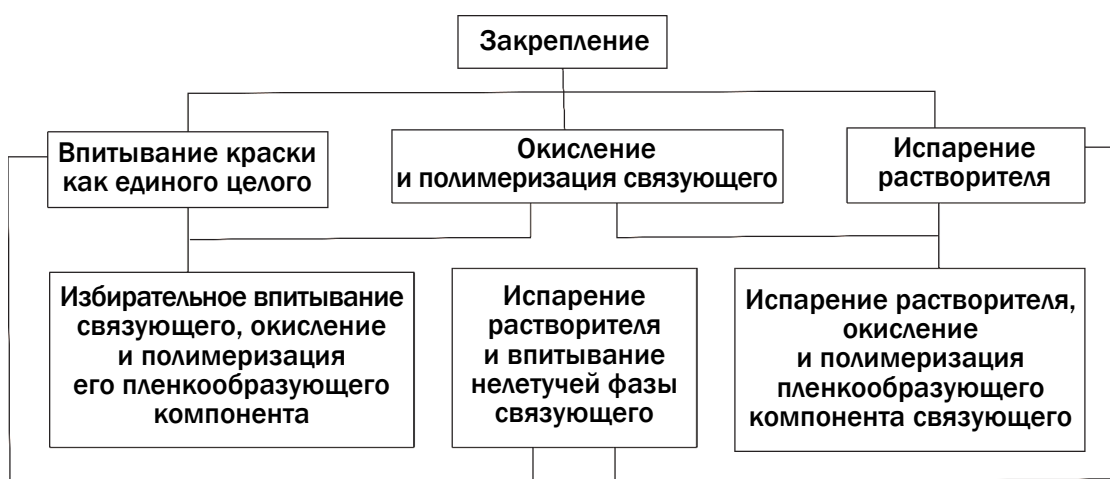 Закрепление
Впитывание краски
как единого целого
Окисление
и полимеризация связующего
Испарение
растворителя
Избирательное впитывание
связующего, окисление
и полимеризация
его пленкообразующего
компонента
Испарение
растворителя
и впитывание
нелетучей фазы
связующего
Испарение растворителя,
окисление
и полимеризация
пленкообразующего
компонента связующего